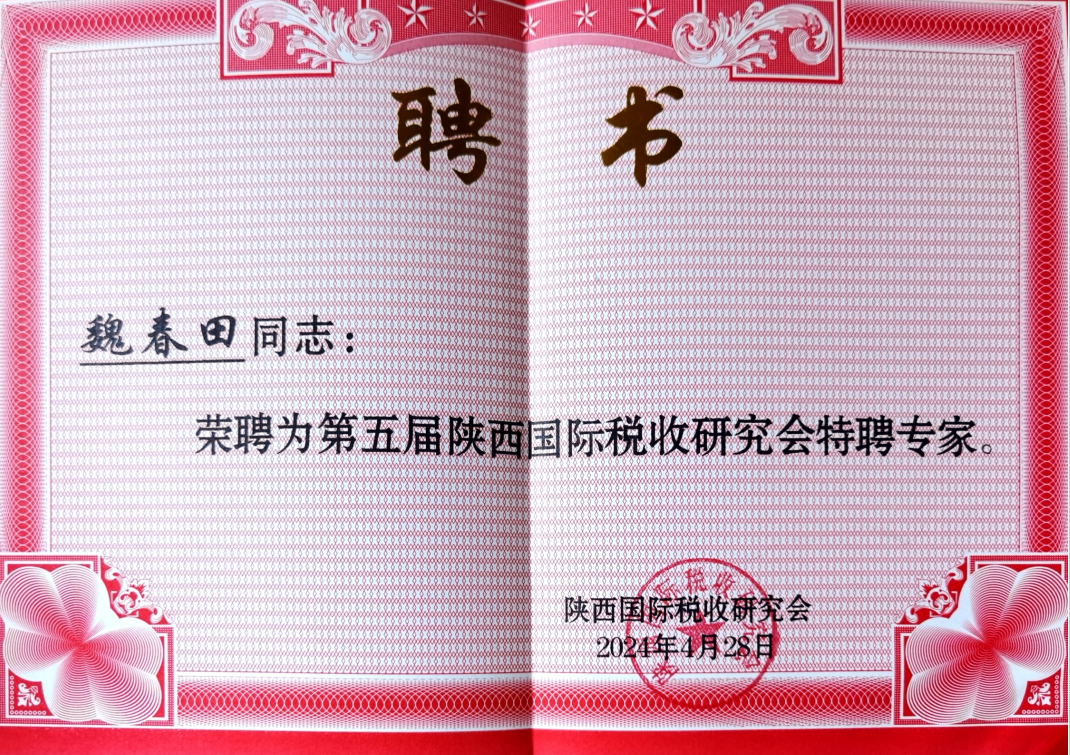 聘书
魏春田同志：
荣聘为第五届陕西国际税收研究会特聘专家。
陕西国际税收研究会
2024年4月28日